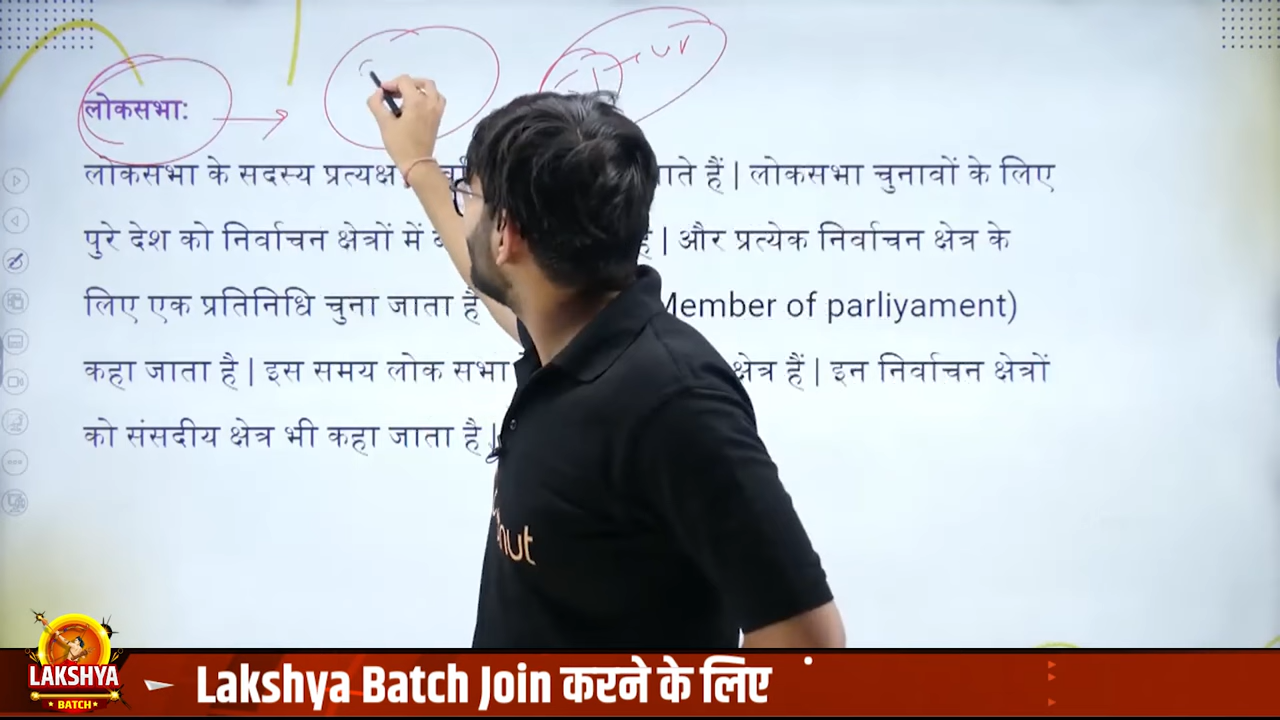 लोकसभा:
लोकसभा के सदस्य प्रत्यक्ष जाते हैं | लोकसभा चुनावों के लिए
पुरे देश को निर्वाचन क्षेत्रों में है | और प्रत्येक निर्वाचन क्षेत्र के
लिए एक प्रतिनिधि चुना जाता है Member of parliyament)
कहा जाता है | इस समय लोक सभा क्षेत्र हैं | इन निर्वाचन क्षेत्रों
को संसदीय क्षेत्र भी कहा जाता है |
nut
LAKSHYA
BATCH
Lakshya Batch Join करने के लिए